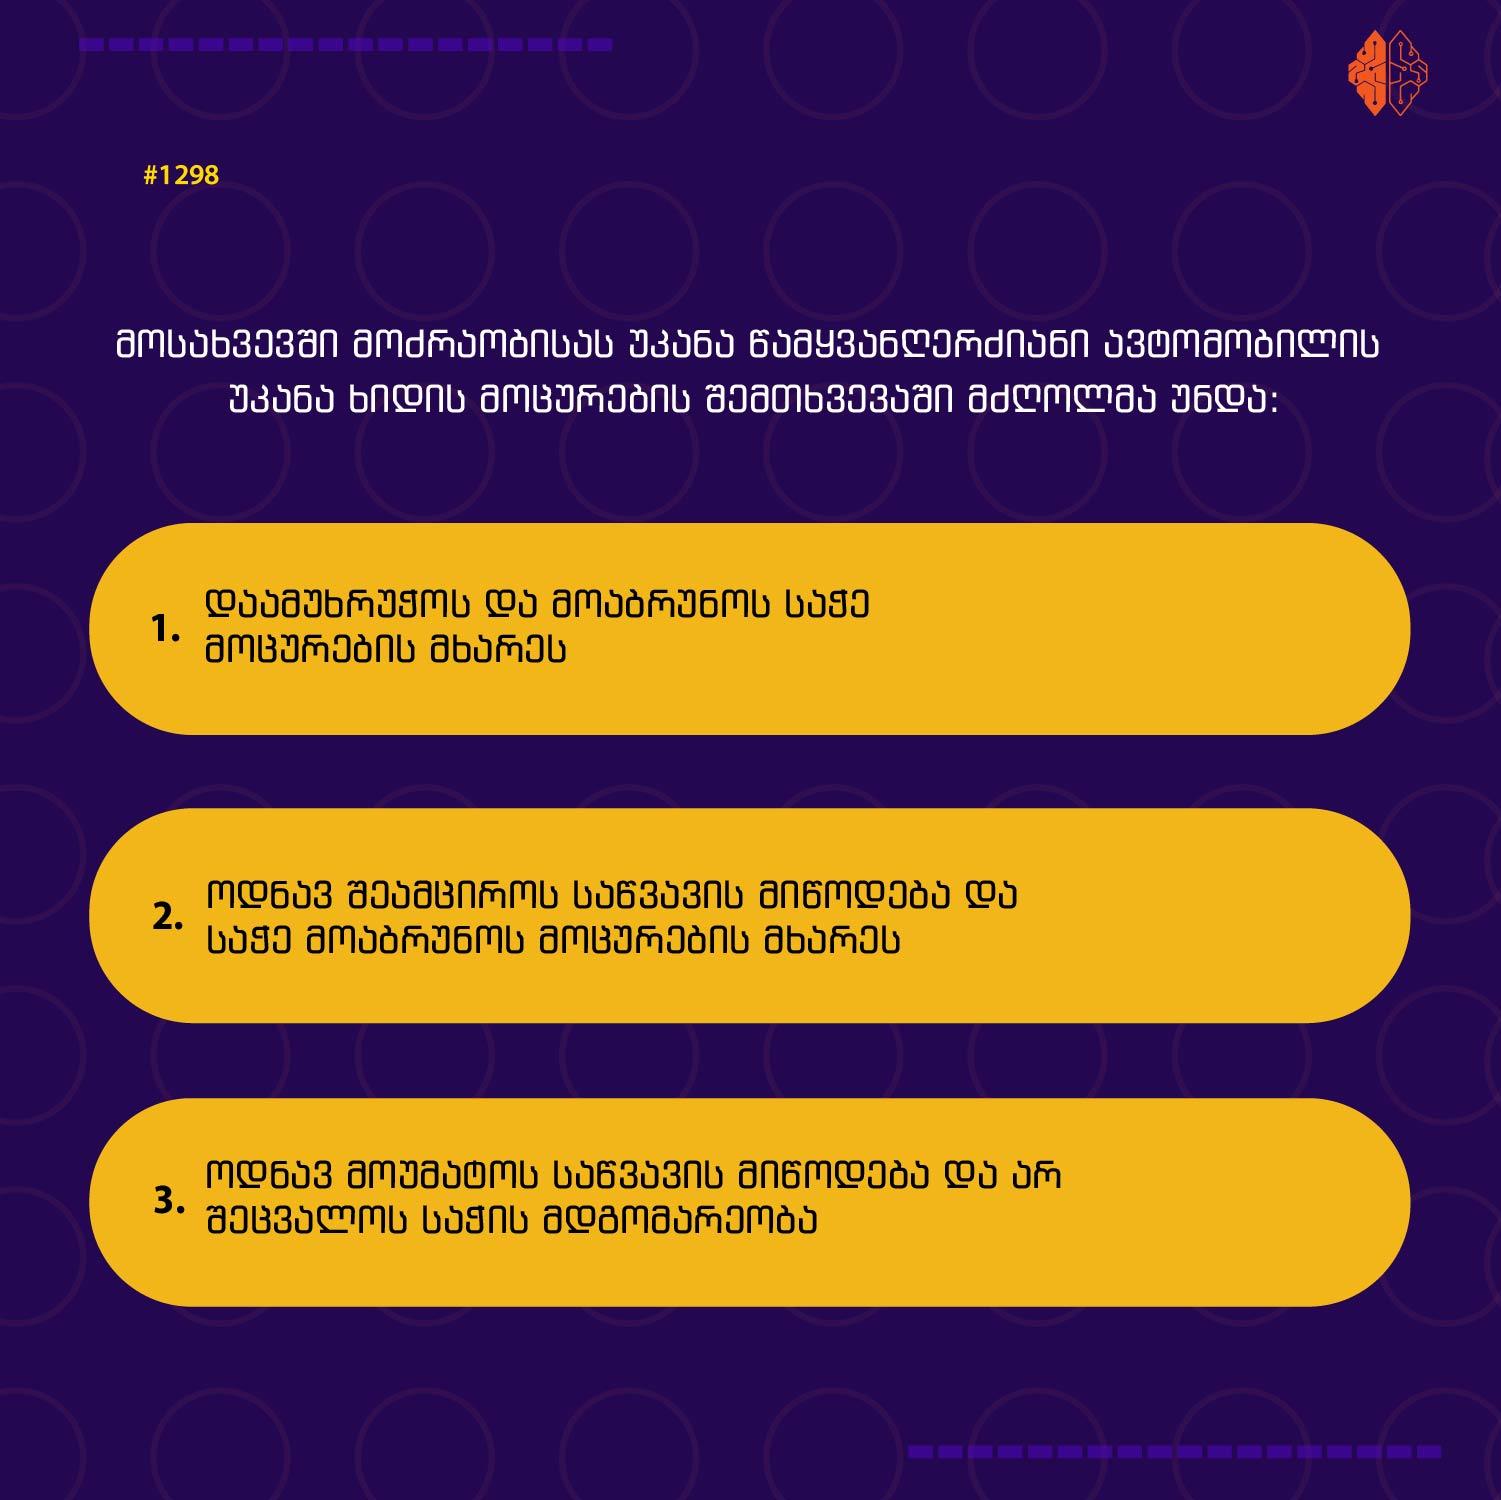 #1298
მოსახვევში მოძრაობისას უკანა წამყვანღერძიანი ავტომობილის
უკანა ხიდის მოცურების შემთხვევაში მძღოლმა უნდა:
1. დაამუხრუჭოს და მოაბრუნოს საჭე
მოცურების მხარეს
2. ოდნავ შეამციროს საწვავის მიწოდება და
საჭე მოაბრუნოს მოცურების მხარეს
3. ოდნავ მოუმატოს საწვავის მიწოდება და არ
შეცვალოს საჭის მდგომარეობა